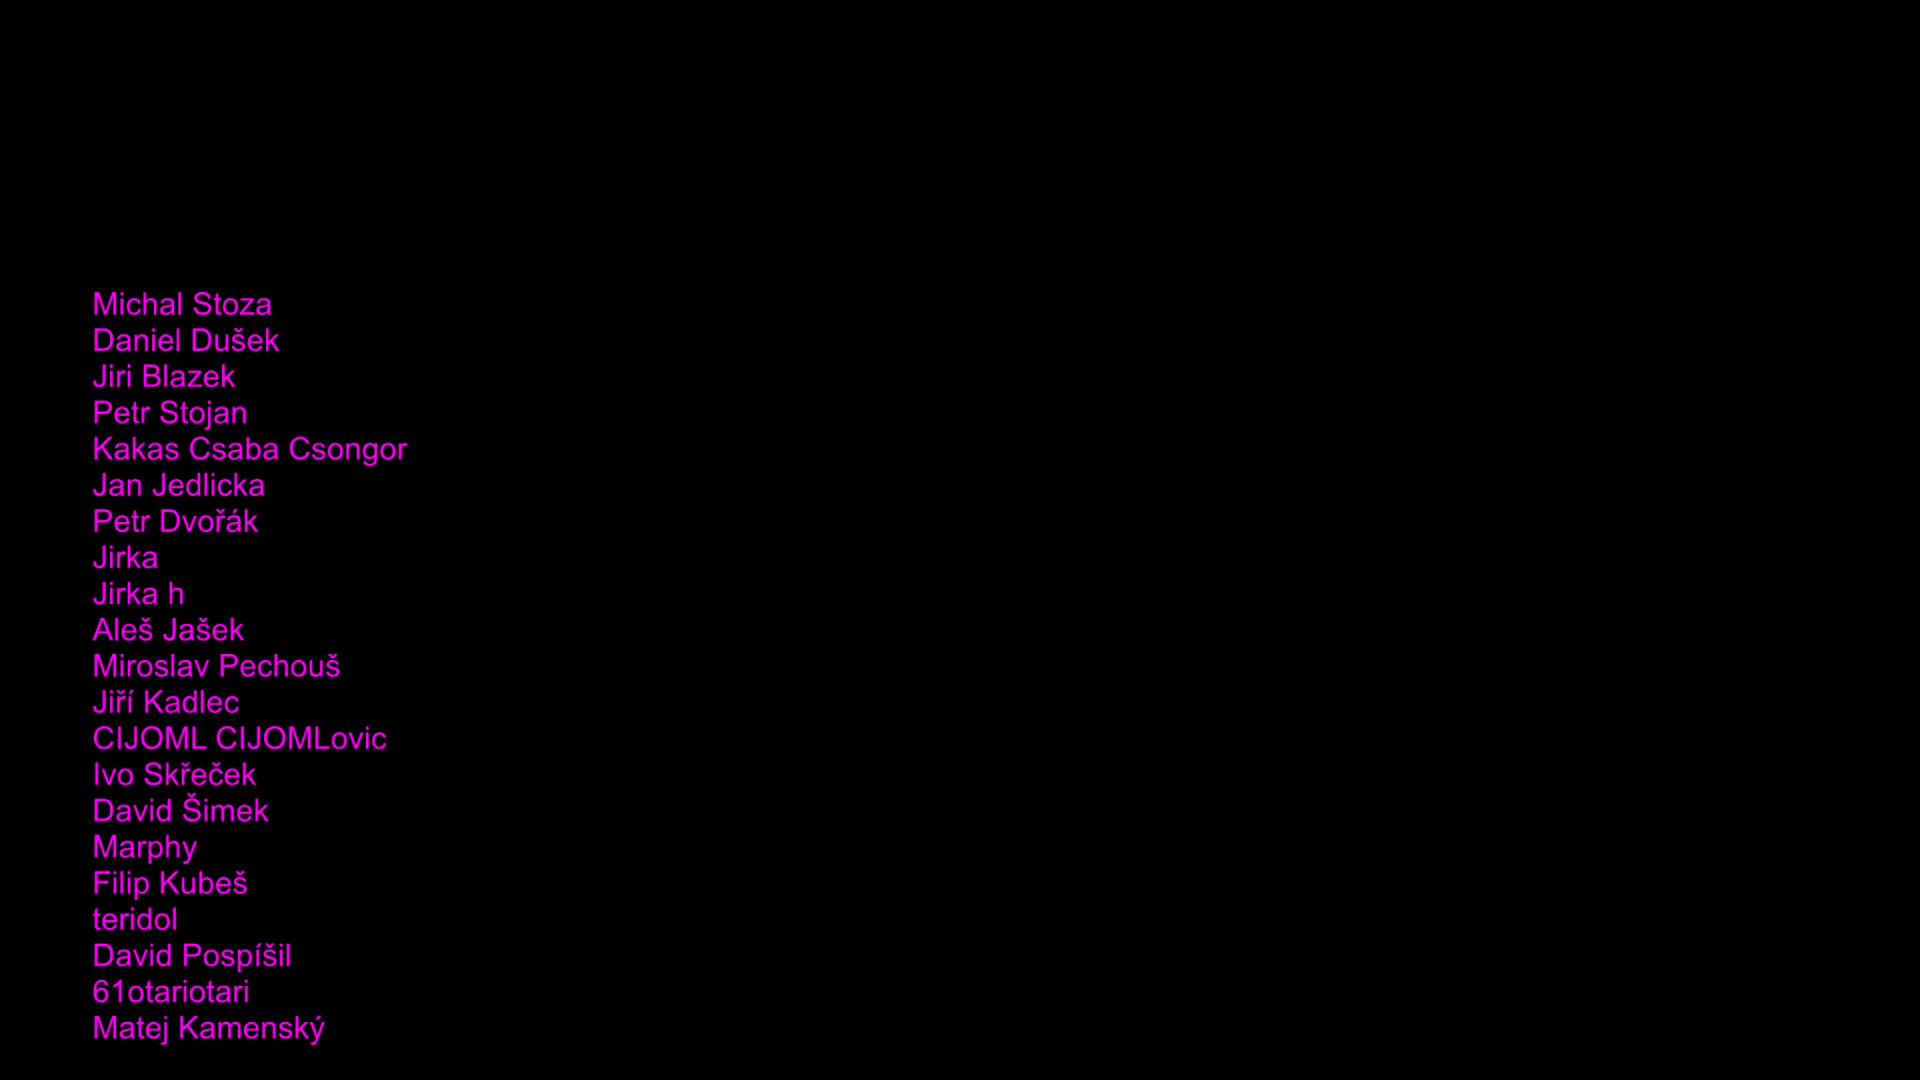 Michal Stoza
Daniel Dušek
Jiri Blazek
Petr Stojan
Kakas Csaba Csongor
Jan Jedlicka
Petr Dvořák
Jirka
Jirka h
Aleš Jašek
Miroslav Pechouš
Jiří Kadlec
CIJOML CIJOMLovic
Ivo Skřeček
David Šimek
Marphy
Filip Kubeš
teridol
David Pospíšil
61otariotari
Matej Kamenský